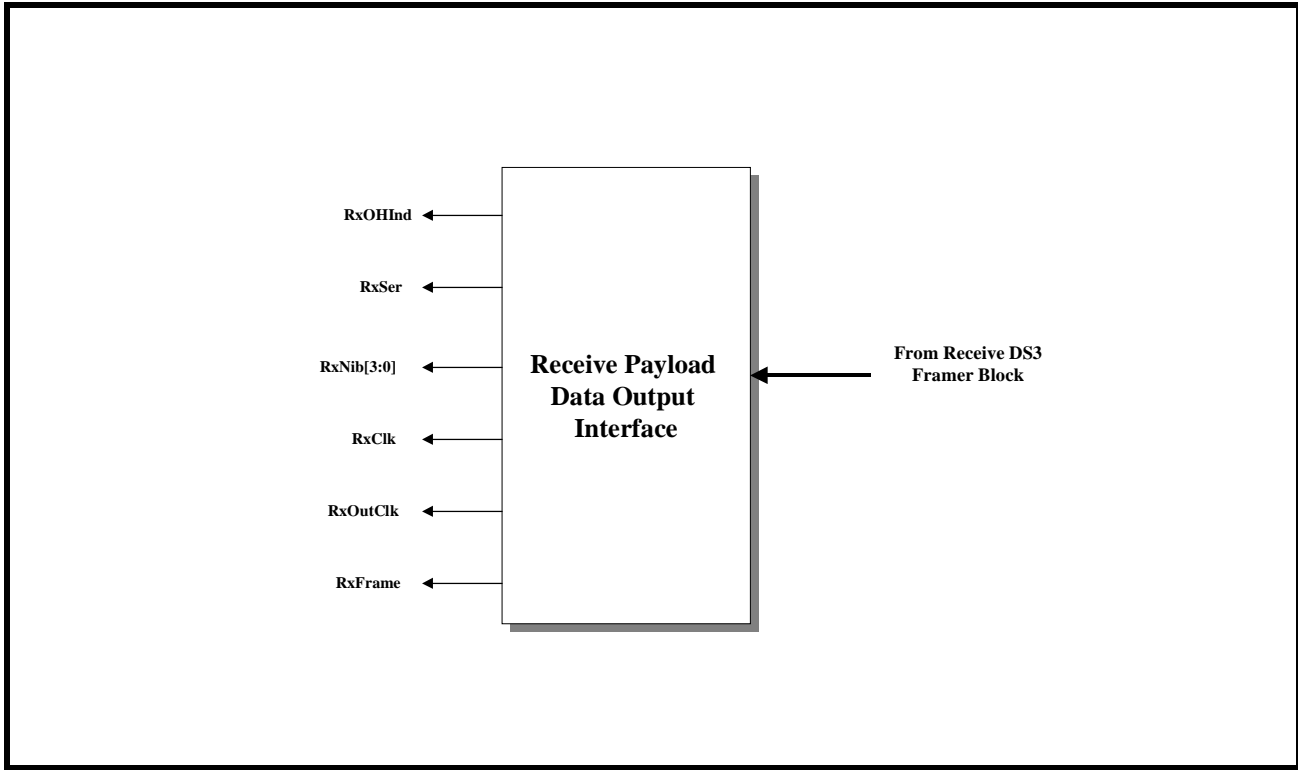 RxOHInd
RxSer
RxNib[3:0]
RxClk
RxOutClk
RxFrame
Receive Payload
Data Output
Interface
From Receive DS3
Framer Block